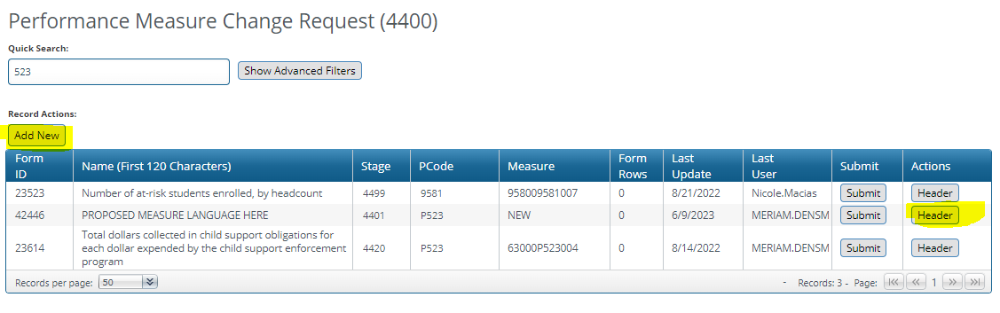 Performance Measure Change Request (4400)
Quick Search:
523 Show Advanced Filters
Record Actions:
Add New
Form ID Name (First 120 Characters) Stage PCode Measure Form Rows Last Update Last User Submit Actions
23523 Number of at-risk students enrolled, by headcount 4499 9581 958009581007 0 8/21/2022 Nicole.Macias Submit Header
42446 PROPOSED MEASURE LANGUAGE HERE 4401 P523 NEW 0 6/9/2023 MERIAM.DENSM Submit Header
Total dollars collected in child support obligations for
23614 each dollar expended by the child support enforcement 4420 P523 63000P523004 0 8/14/2022 MERIAM.DENSM Submit Header
program
Records per page: 50 - Records: 3 - Page: 1